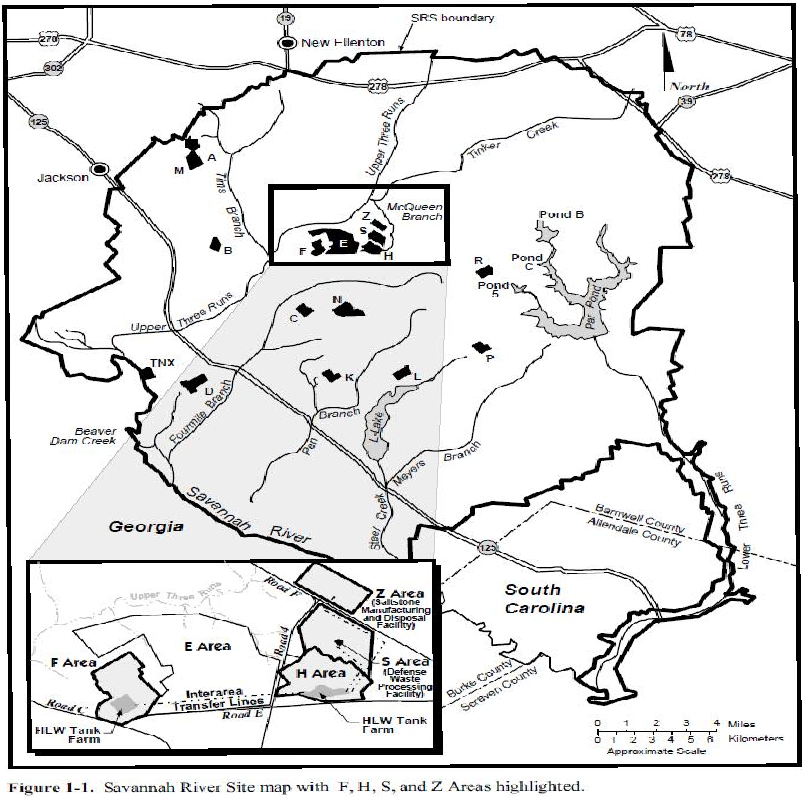 19
SRS boundary
278
New Ellenton
78
302
278
North
39
125
Upper Three Runs
Tinker Creek
278
M
A
Jackson
Tims Branch
McQueen
Branch
Z
S
E
F
H
B
Pond B
R
Pond
C
Pond
5
Par Pond
Upper Three Runs
C
N
TNX
D
K
L
P
Fourmile Branch
Beaver
Dam Creek
Pen Branch
L-Lake
Meyers Branch
Savannah River
Steel Creek
Georgia
125
Barnwell County
Allendale County
Lower Three Runs
South
Carolina
Road F
Upper Three Runs
Z Area
(Saltstone
Manufacturing
and Disposal
Facility)
E Area
Road 4
F Area
S Area
(Defense
Waste
Processing
Facility)
H Area
Interarea
Transfer Lines
Road C
Road E
HLW Tank
Farm
HLW Tank
Farm
Burke County
Screven County
0 1 2 3 4 Miles
0 1 2 3 4 5 6 Kilometers
Approximate Scale
Figure 1-1. Savannah River Site map with F, H, S, and Z Areas highlighted.